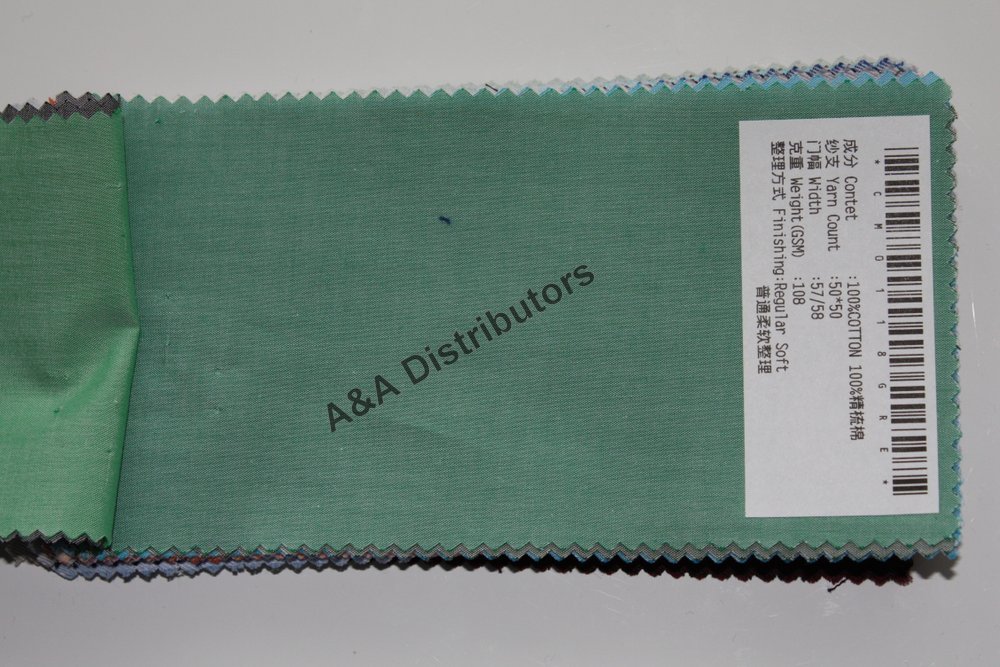 *CM0118GRE*
成分 Contet :100%COTTON 100%精梳棉
纱支 Yarn Count :50*50
门幅 Width :57/58
克重 Weight(GSM) :108
整理方式 Finishing:Regular Soft
普通柔软整理
A&A Distributors